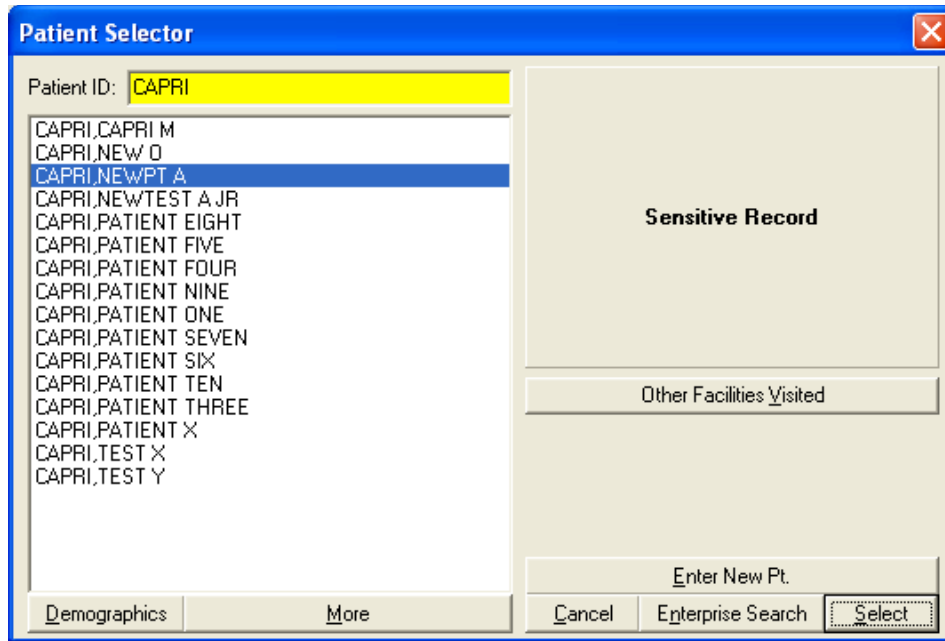 Patient Selector
Patient ID: CAPRI
CAPRI,CAPRI M
CAPRI,NEW O
CAPRI,NEWPT A
CAPRI,NEWTEST A JR
CAPRI,PATIENT EIGHT
CAPRI,PATIENT FIVE
CAPRI,PATIENT FOUR
CAPRI,PATIENT NINE
CAPRI,PATIENT ONE
CAPRI,PATIENT SEVEN
CAPRI,PATIENT SIX
CAPRI,PATIENT TEN
CAPRI,PATIENT THREE
CAPRI,PATIENT X
CAPRI,TEST X
CAPRI,TEST Y
Demographics More
Sensitive Record
Other Facilities Visited
Enter New Pt.
Cancel Enterprise Search Select